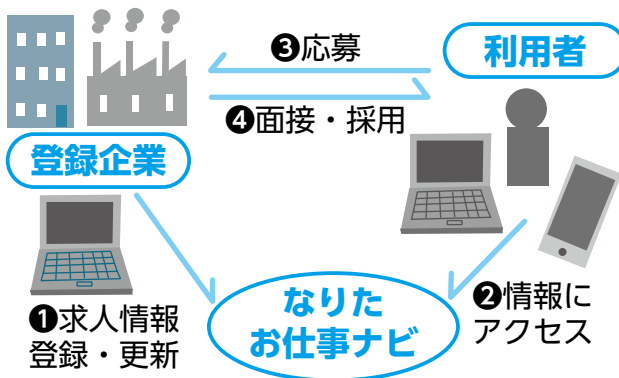 ❸応募
利用者
❹面接・採用
登録企業
❶求人情報
登録・更新
なりた
お仕事ナビ
❷情報に
アクセス